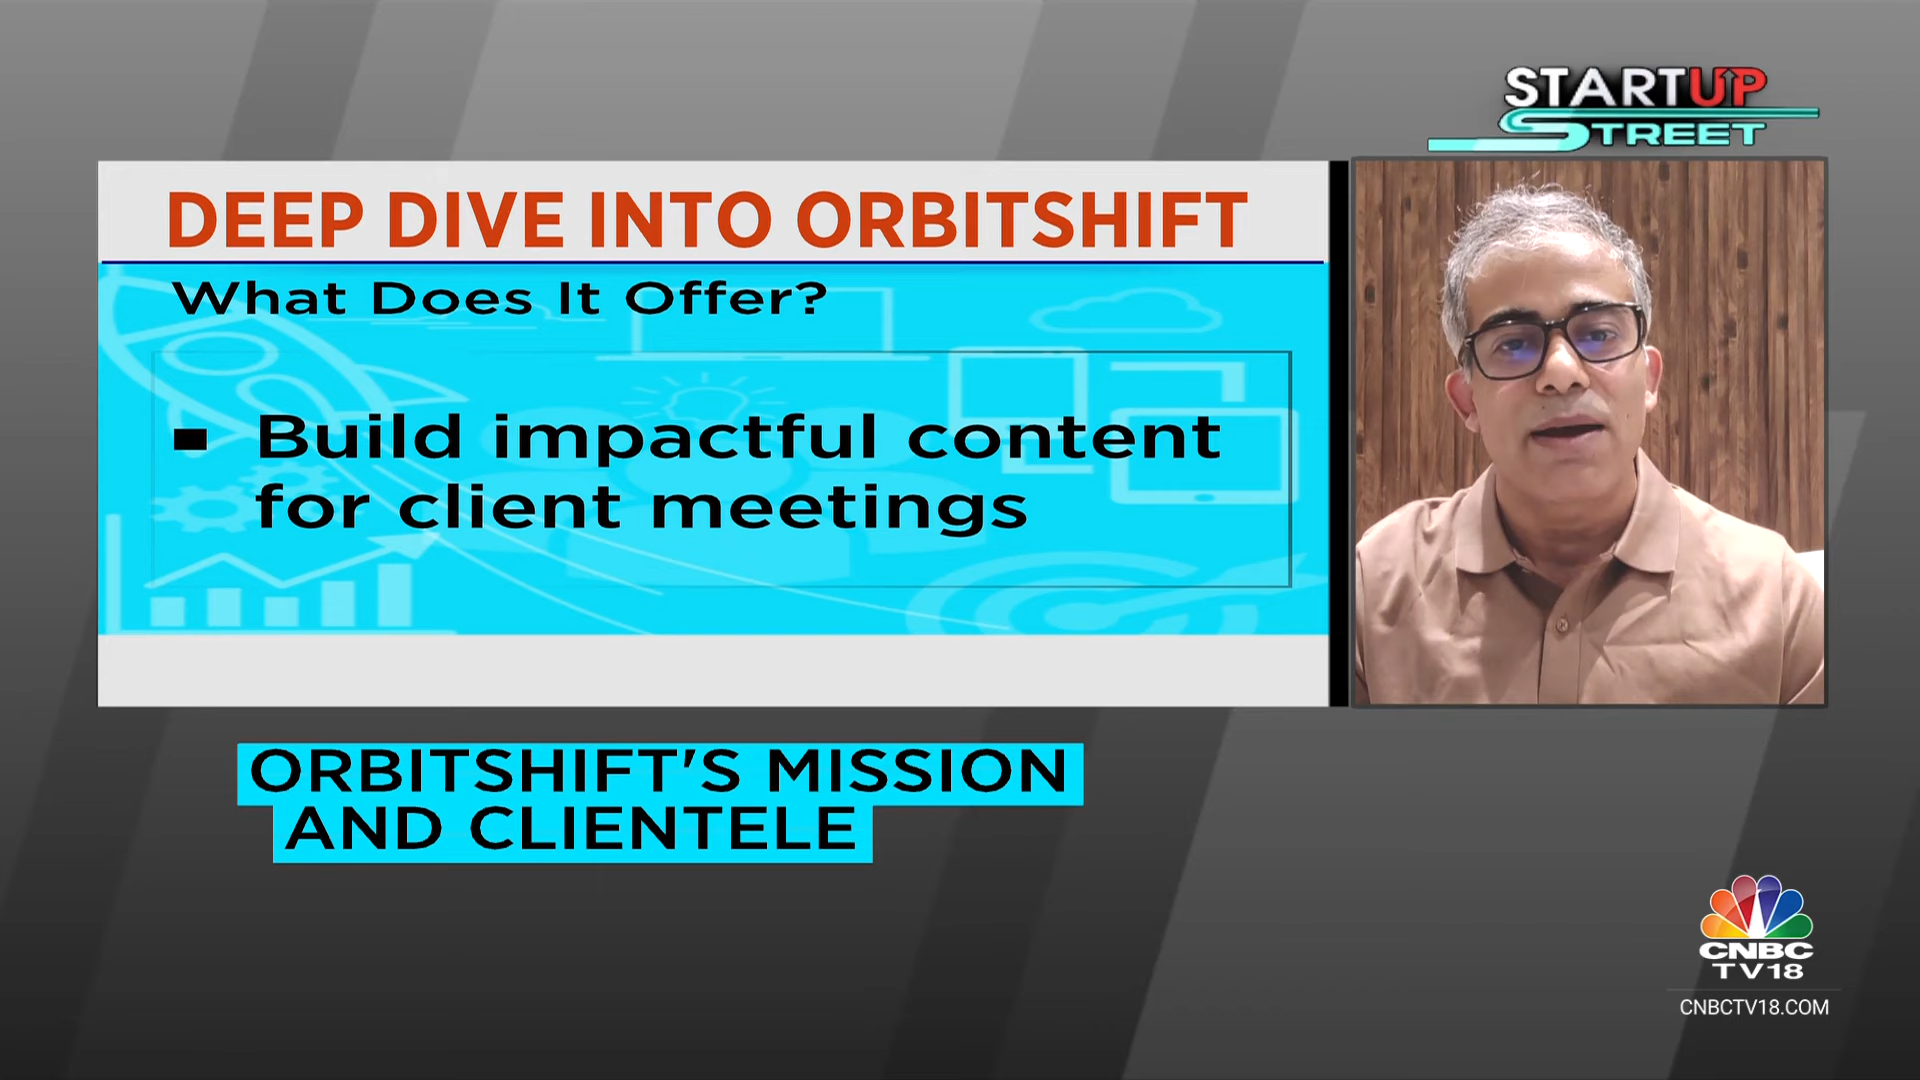 STARTUP
STREET
DEEP DIVE INTO ORBITSHIFT
What Does It Offer?
▪ Build impactful content
for client meetings
ORBITSHIFT'S MISSION
AND CLIENTELE
CNBC
TV18
CNBCTV18.COM